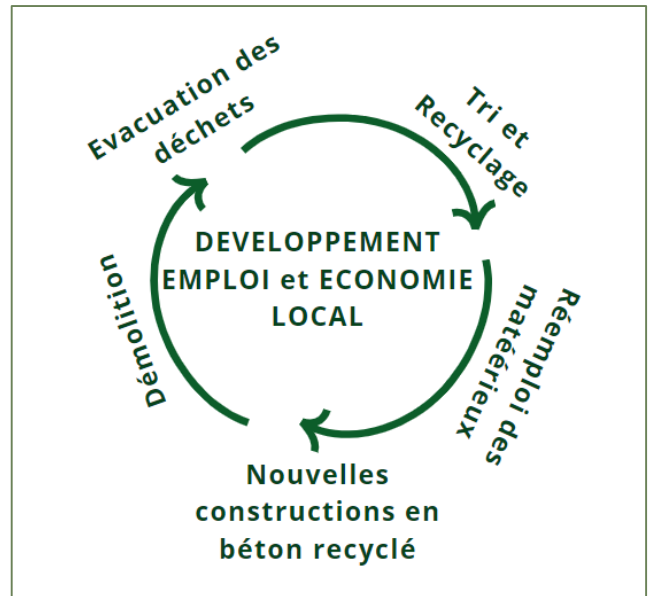 Evacuation des
déchets
Tri et
Recyclage
DEVELOPPEMENT
EMPLOI et ECONOMIE
LOCAL
Démolition
Réemploi des
matéérieux
Nouvelles
constructions en
béton recyclé